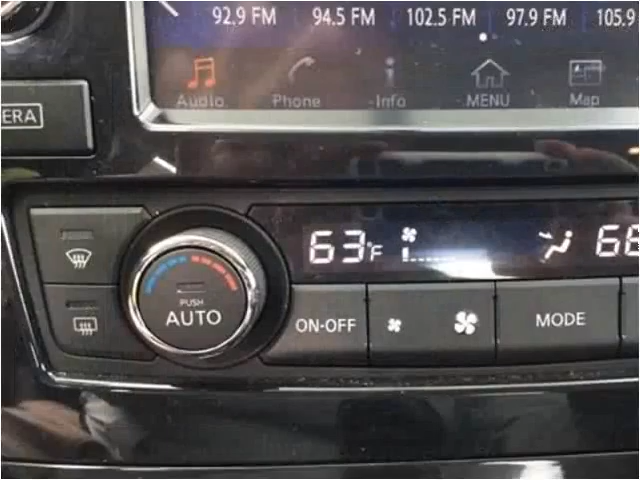 92.9 FM 94.5 FM 102.5 FM 97.9 FM 105.9
Audio Phone Info MENU Map
ERA
63°F 66
PUSH
AUTO
ON-OFF MODE